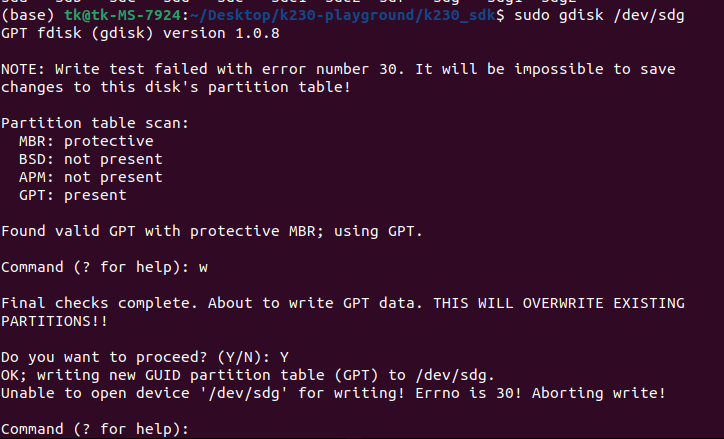 (base) tk@tk-MS-7924:~/Desktop/k230-playground/k230_sdk$ sudo gdisk /dev/sdg
GPT fdisk (gdisk) version 1.0.8
NOTE: Write test failed with error number 30. It will be impossible to save
changes to this disk's partition table!
Partition table scan:
  MBR: protective
  BSD: not present
  APM: not present
  GPT: present
Found valid GPT with protective MBR; using GPT.
Command (? for help): w
Final checks complete. About to write GPT data. THIS WILL OVERWRITE EXISTING
PARTITIONS!!
Do you want to proceed? (Y/N): Y
OK; writing new GUID partition table (GPT) to /dev/sdg.
Unable to open device '/dev/sdg' for writing! Errno is 30! Aborting write!
Command (? for help):